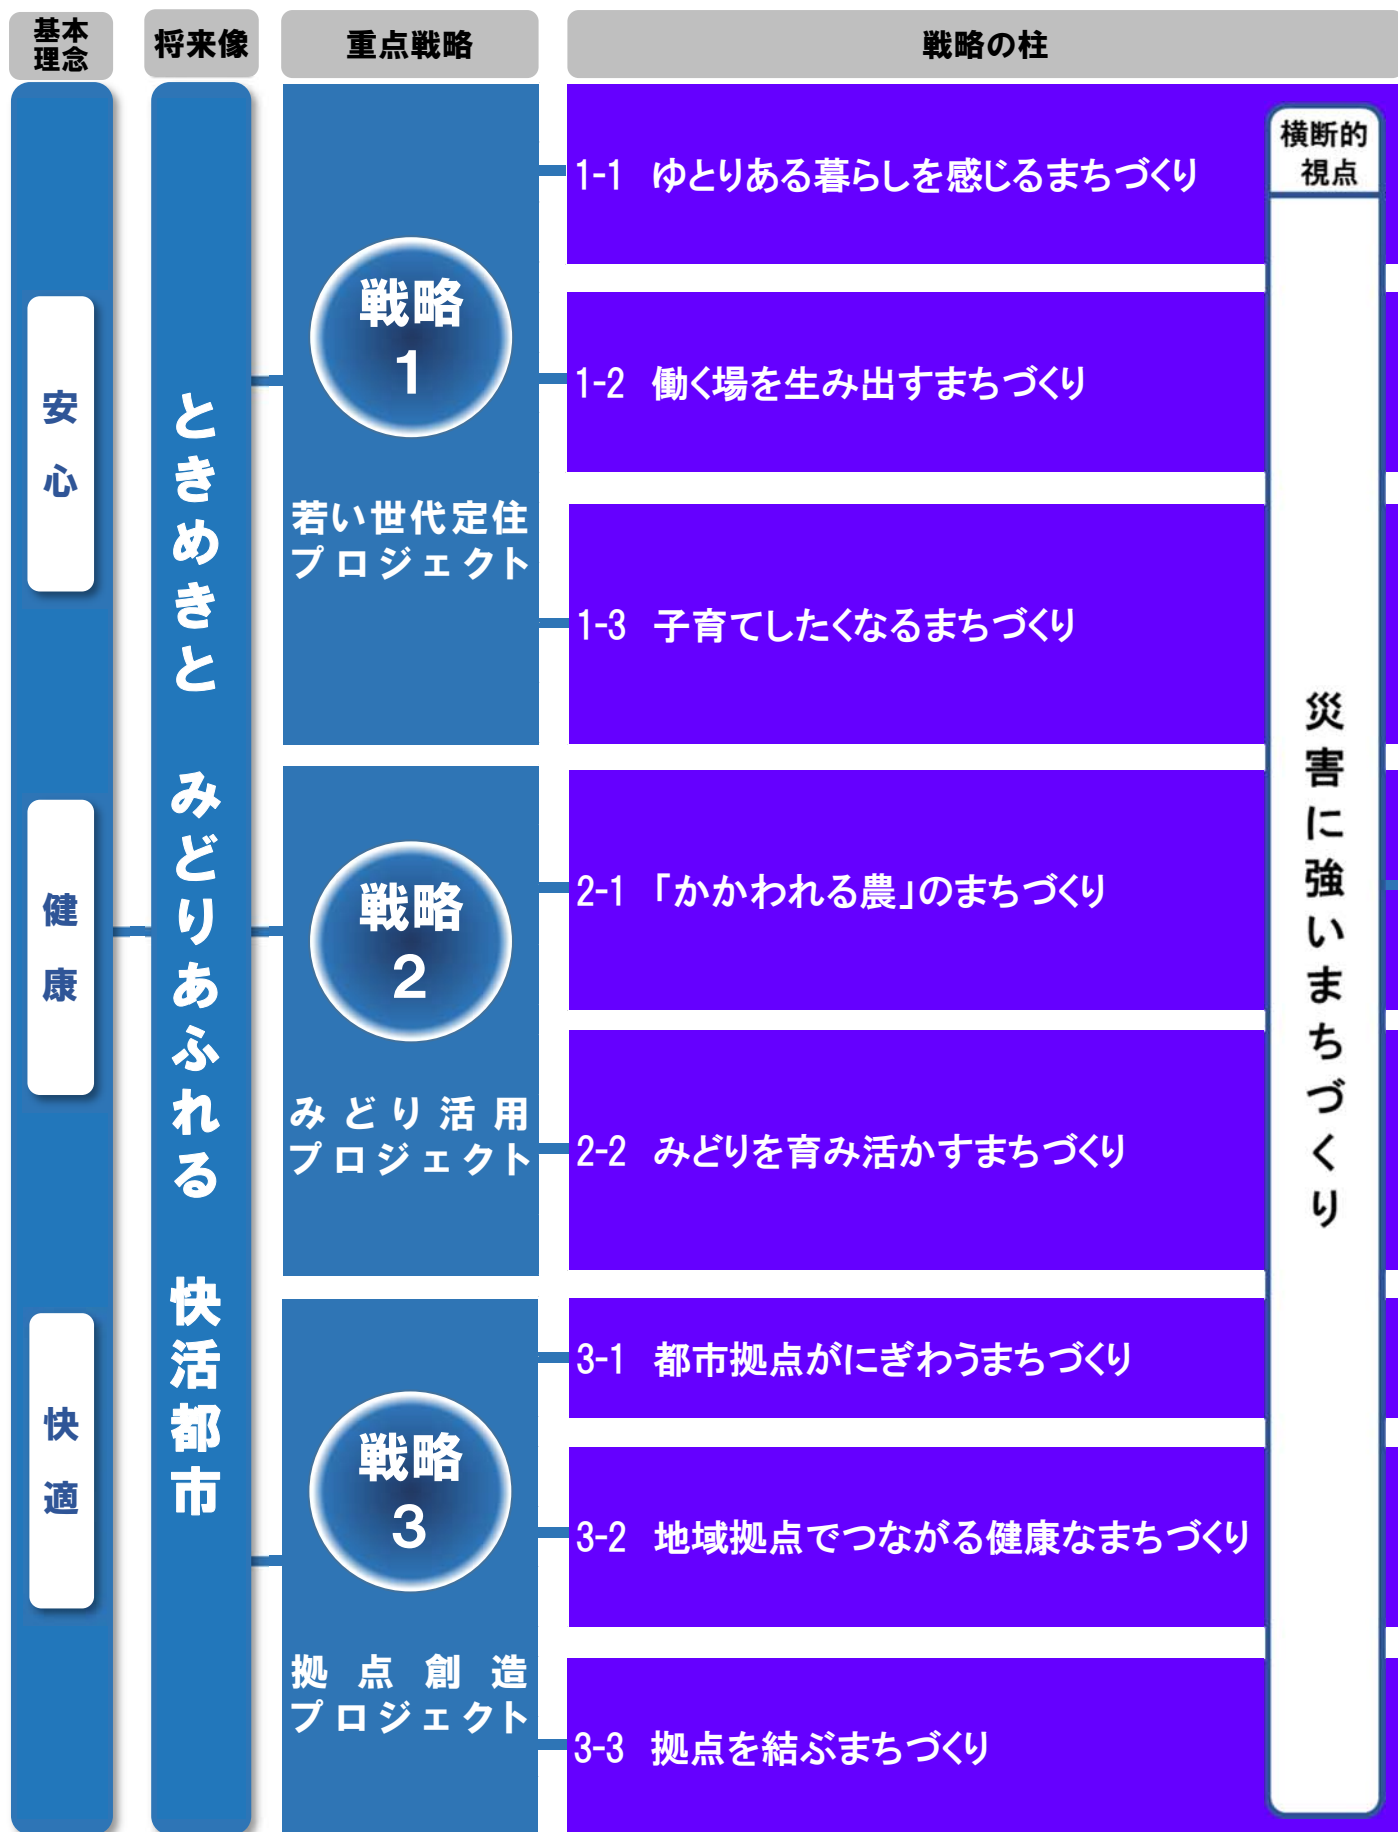 基本
理念
将来像
重点戦略
戦略の柱
安心
健康
快適
ときめきと みどりあふれる 快活都市
戦略
1
若い世代定住
プロジェクト
1-1 ゆとりある暮らしを感じるまちづくり
1-2 働く場を生み出すまちづくり
1-3 子育てしたくなるまちづくり
戦略
2
みどり活用
プロジェクト
2-1 「かかわれる農」のまちづくり
2-2 みどりを育み活かすまちづくり
戦略
3
拠点創造
プロジェクト
3-1 都市拠点がにぎわうまちづくり
3-2 地域拠点でつながる健康なまちづくり
3-3 拠点を結ぶまちづくり
横断的
視点
災害に強いまちづくり